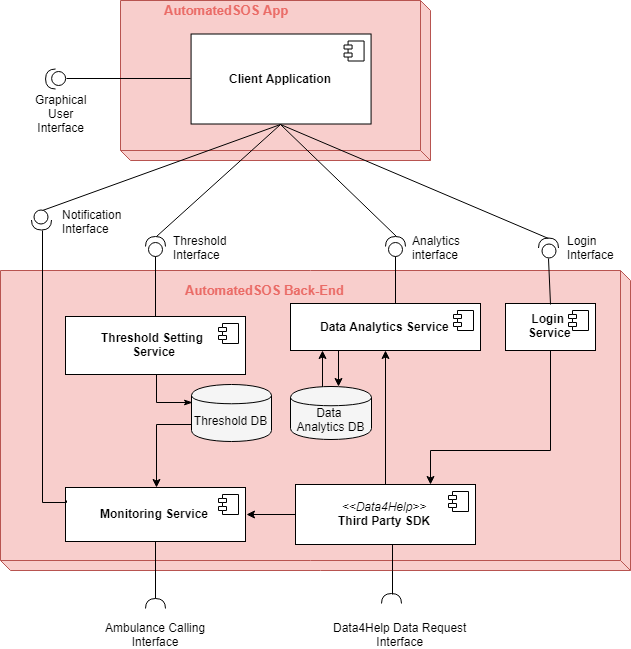 AutomatedSOS App
Client Application
Graphical
User
Interface
Notification
Interface
Threshold
Interface
Analytics
interface
Login
Interface
AutomatedSOS Back-End
Threshold Setting
Service
Data Analytics Service
Login
Service
Threshold DB
Data
Analytics DB
Monitoring Service
<<Data4Help>>
Third Party SDK
Ambulance Calling
Interface
Data4Help Data Request
Interface